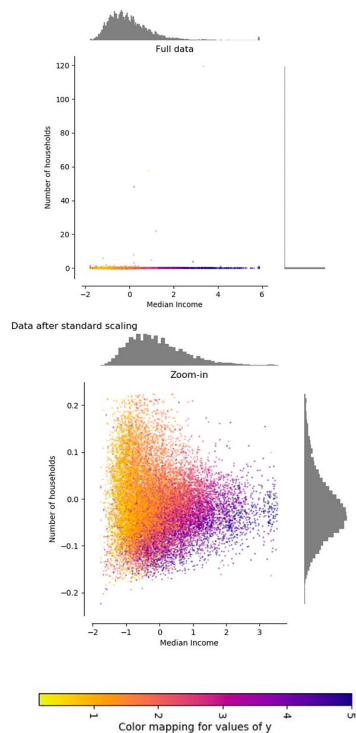 Full data
120
100
80
60
40
20
0
Number of households
−2 0 2 4 6
Median Income
Data after standard scaling
Zoom-in
0.2
0.1
0.0
−0.1
−0.2
Number of households
−2 −1 0 1 2 3
Median Income
1 2 3 4 5
Color mapping for values of y